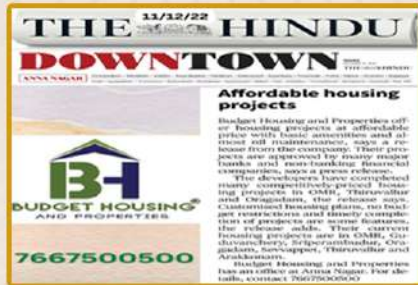 11/12/22
THE HINDU
DOWNTOWN
ANNA NAGAR
THE HINDU
Affordable housing
projects
Budget Housing and Properties off-
er housing projects at affordable
price with basic amenities and al-
most nil maintenance, says a re-
lease from the company. Their pro-
jects are approved by many major
banks and non-banking financial
companies, says a press release.
The developers have completed
many competitively-priced hous-
ing projects in OMR, Thiruvallur
and Oragadam, the release says.
Customised housing plans, no bud-
get restrictions and timely comple-
tion of projects are some features,
the release adds. Their current
housing projects are in OMR, Gu-
duvanchery, Sriperumbudur, Ora-
gadam, Sevvappet, Thiruvallur and
Arakkonam.
Budget Housing and Properties
has an office at Anna Nagar. For de-
tails, contact 7667500500
BH
BUDGET HOUSING
AND PROPERTIES
7667500500